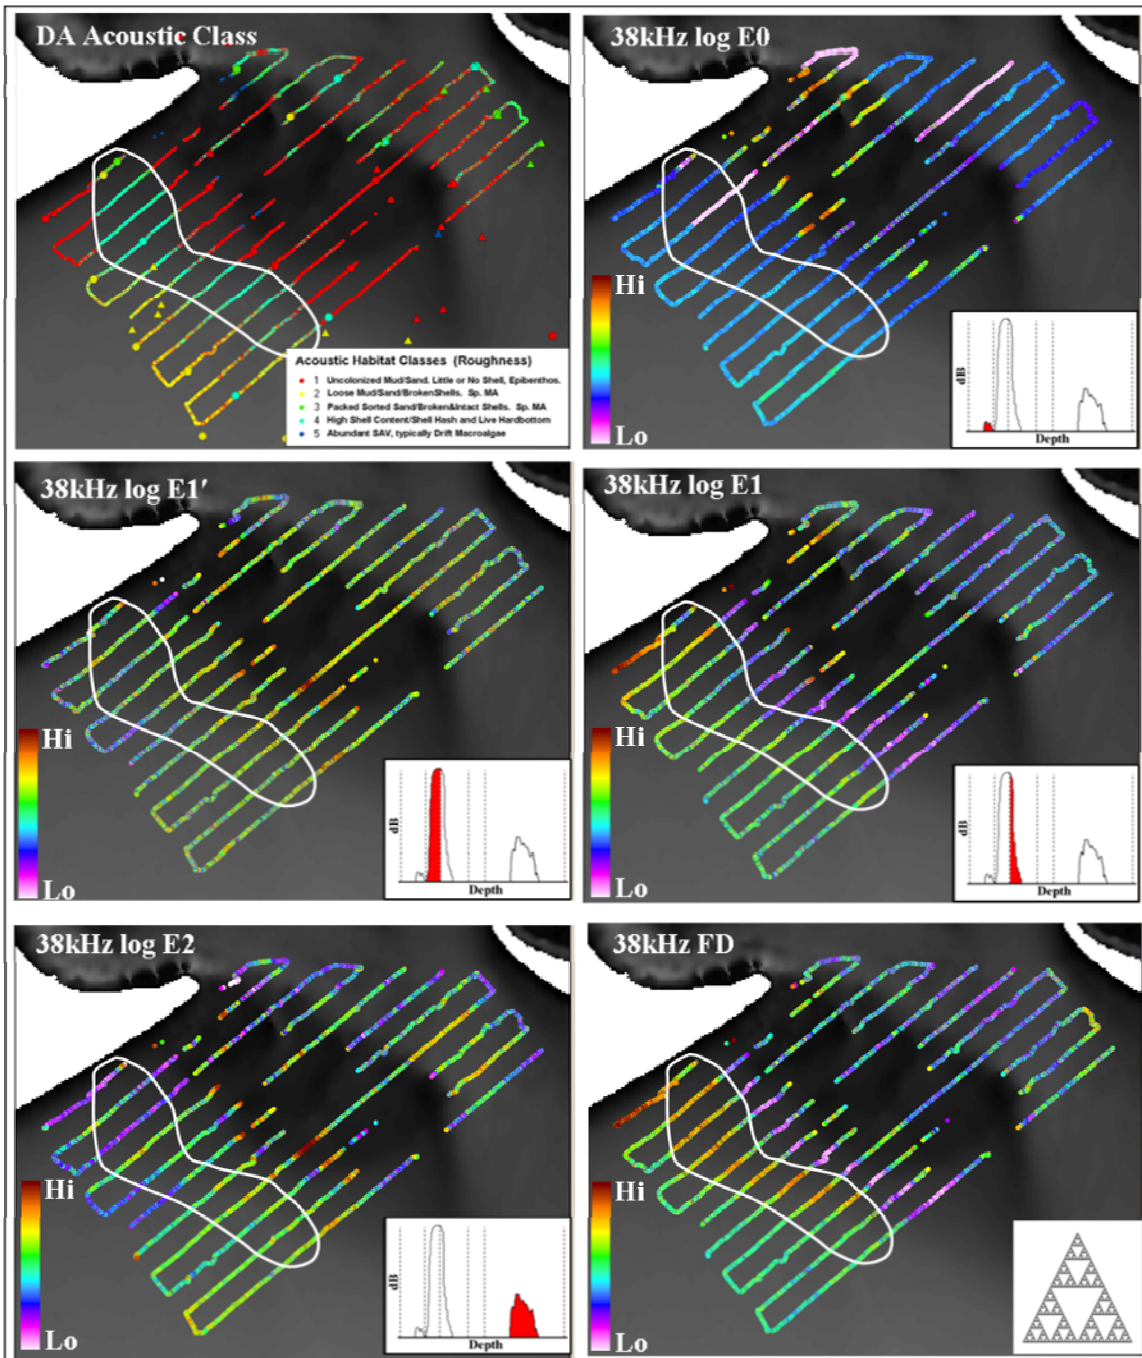 DA Acoustic Class
Acoustic Habitat Classes (Roughness)
1 Uncolonized Mud/Sand. Little or No Shell, Epibenthos.
2 Loose Mud/Sand/BrokenShells. Sp. MA
3 Packed Sorted Sand/Broken&Intact Shells. Sp. MA
4 High Shell Content/Shell Hash and Live Hardbottom
5 Abundant SAV, typically Drift Macroalgae
38kHz log E0
Hi
Lo
dB
Depth
38kHz log E1′
Hi
Lo
dB
Depth
38kHz log E1
Hi
Lo
dB
Depth
38kHz log E2
Hi
Lo
dB
Depth
38kHz FD
Hi
Lo